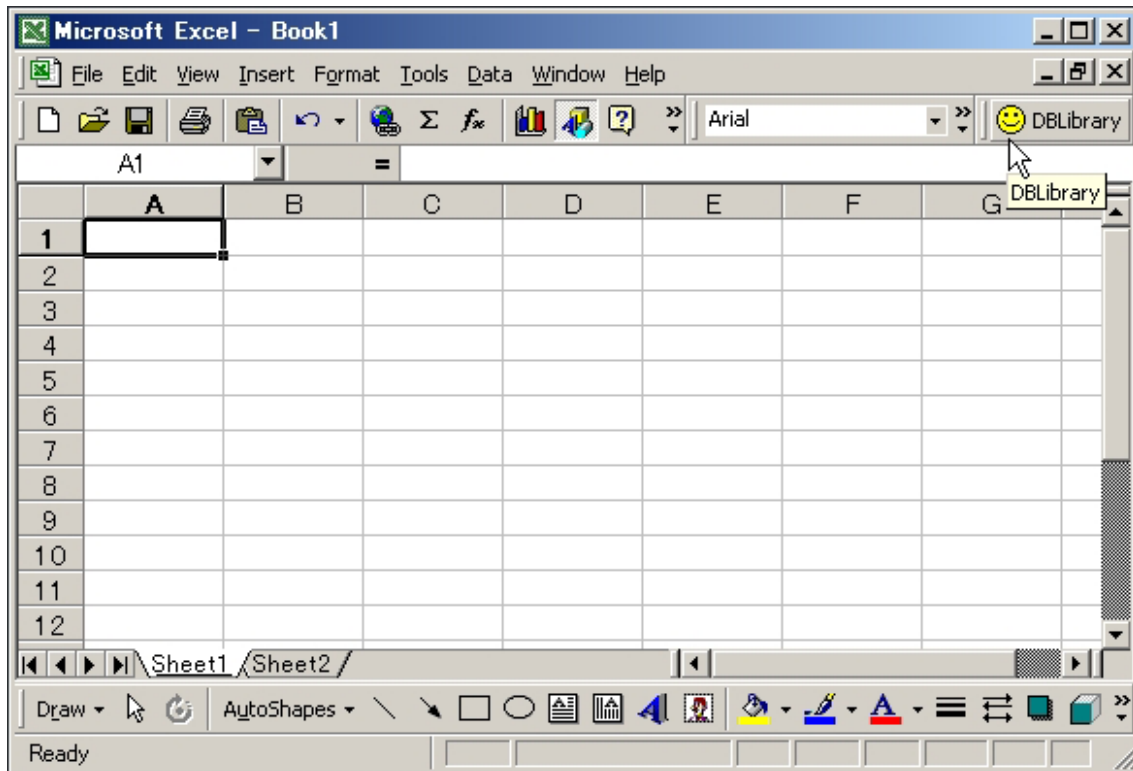 Microsoft Excel - Book1
File Edit View Insert Format Tools Data Window Help
Σ fx Arial DBLibrary
A1 =
DBLibrary
A B C D E F G
1
2
3
4
5
6
7
8
9
10
11
12
Sheet1 Sheet2
Draw AutoShapes A A
Ready